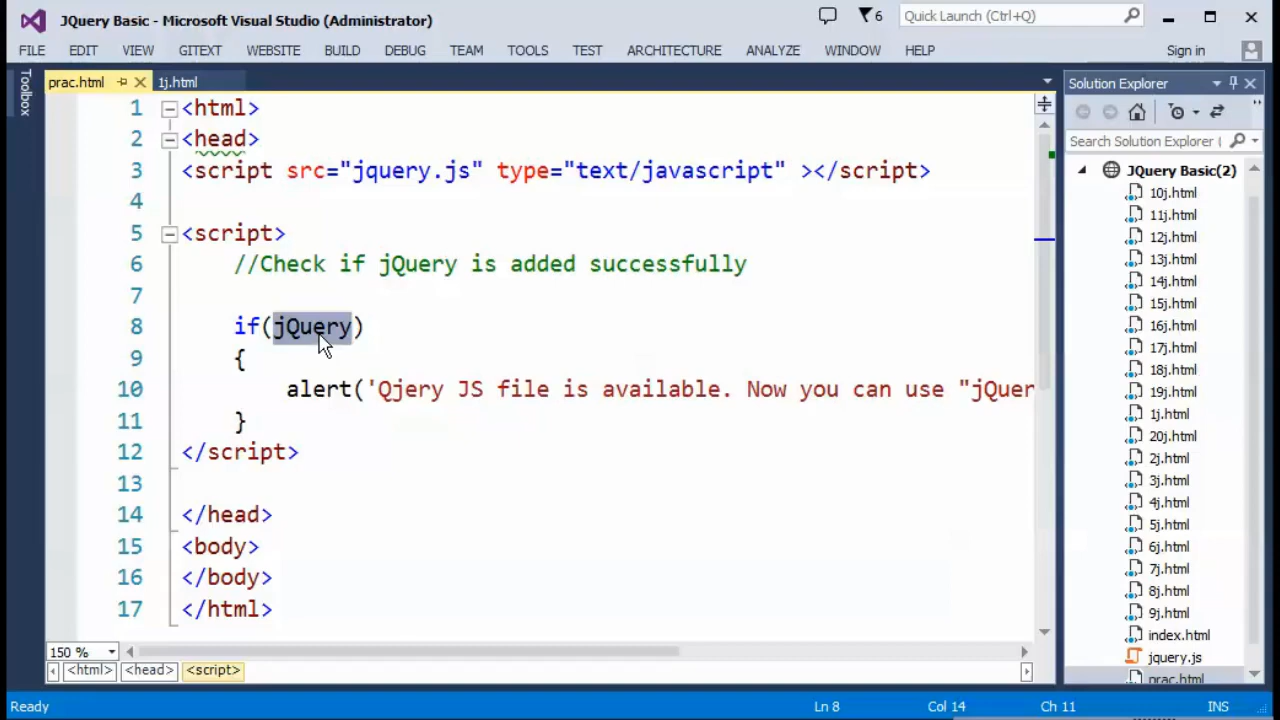 JQuery Basic - Microsoft Visual Studio (Administrator)
6
Quick Launch (Ctrl+Q)
FILE EDIT VIEW GITEXT WEBSITE BUILD DEBUG TEAM TOOLS TEST ARCHITECTURE ANALYZE WINDOW HELP
Sign in
Toolbox
prac.html
1j.html
1 <html>
2 <head>
3 <script src="jquery.js" type="text/javascript" ></script>
4
5 <script>
6 //Check if jQuery is added successfully
7
8 if(jQuery)
9 {
10 alert('Qjery JS file is available. Now you can use "jQuer
11 }
12 </script>
13
14 </head>
15 <body>
16 </body>
17 </html>
150 %
<html> <head> <script>
Solution Explorer
Search Solution Explorer (
JQuery Basic(2)
10j.html
11j.html
12j.html
13j.html
14j.html
15j.html
16j.html
17j.html
18j.html
19j.html
1j.html
20j.html
2j.html
3j.html
4j.html
5j.html
6j.html
7j.html
8j.html
9j.html
index.html
jquery.js
prac.html
Ready
Ln 8
Col 14
Ch 11
INS